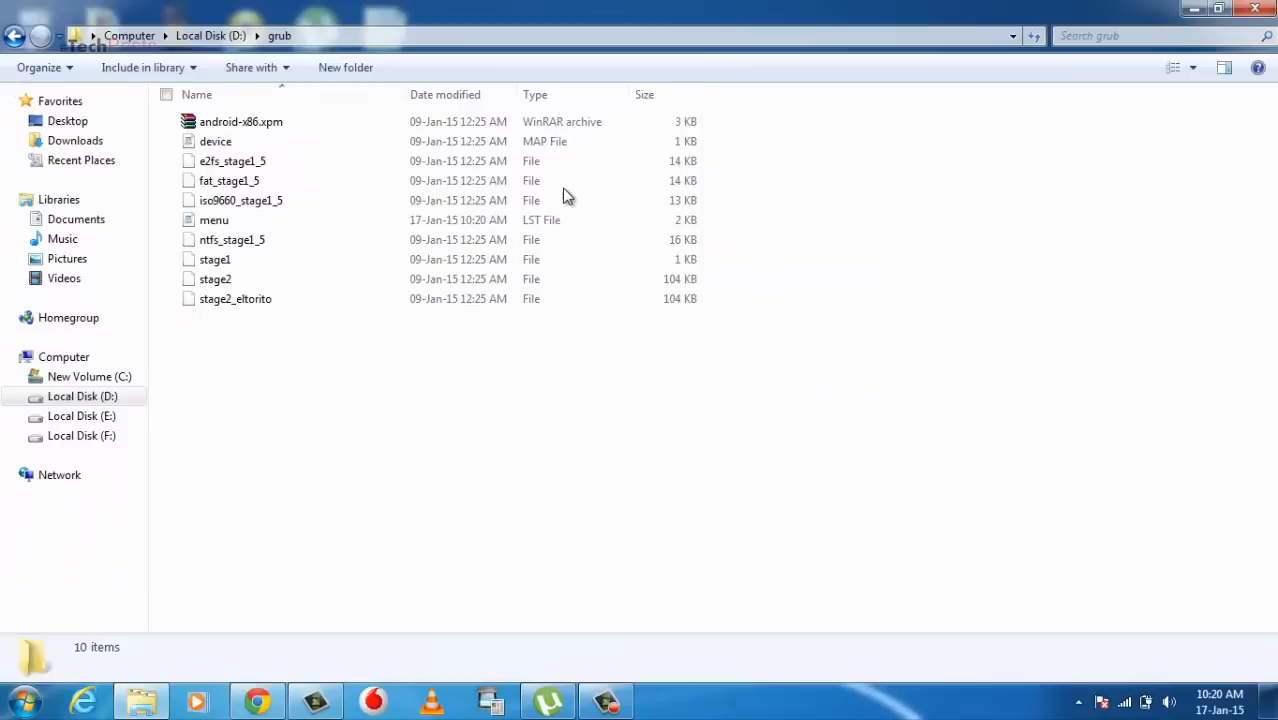 Computer Local Disk (D:) grub Search grub
#TechPosts
Organize Include in library Share with New folder
Name Date modified Type Size
Favorites
Desktop
Downloads
Recent Places
Libraries
Documents
Music
Pictures
Videos
Homegroup
Computer
New Volume (C:)
Local Disk (D:)
Local Disk (E:)
Local Disk (F:)
Network
android-x86.xpm 09-Jan-15 12:25 AM WinRAR archive 3 KB
device 09-Jan-15 12:25 AM MAP File 1 KB
e2fs_stage1_5 09-Jan-15 12:25 AM File 14 KB
fat_stage1_5 09-Jan-15 12:25 AM File 14 KB
iso9660_stage1_5 09-Jan-15 12:25 AM File 13 KB
menu 17-Jan-15 10:20 AM LST File 2 KB
ntfs_stage1_5 09-Jan-15 12:25 AM File 16 KB
stage1 09-Jan-15 12:25 AM File 1 KB
stage2 09-Jan-15 12:25 AM File 104 KB
stage2_eltorito 09-Jan-15 12:25 AM File 104 KB
10 items
10:20 AM
17-Jan-15